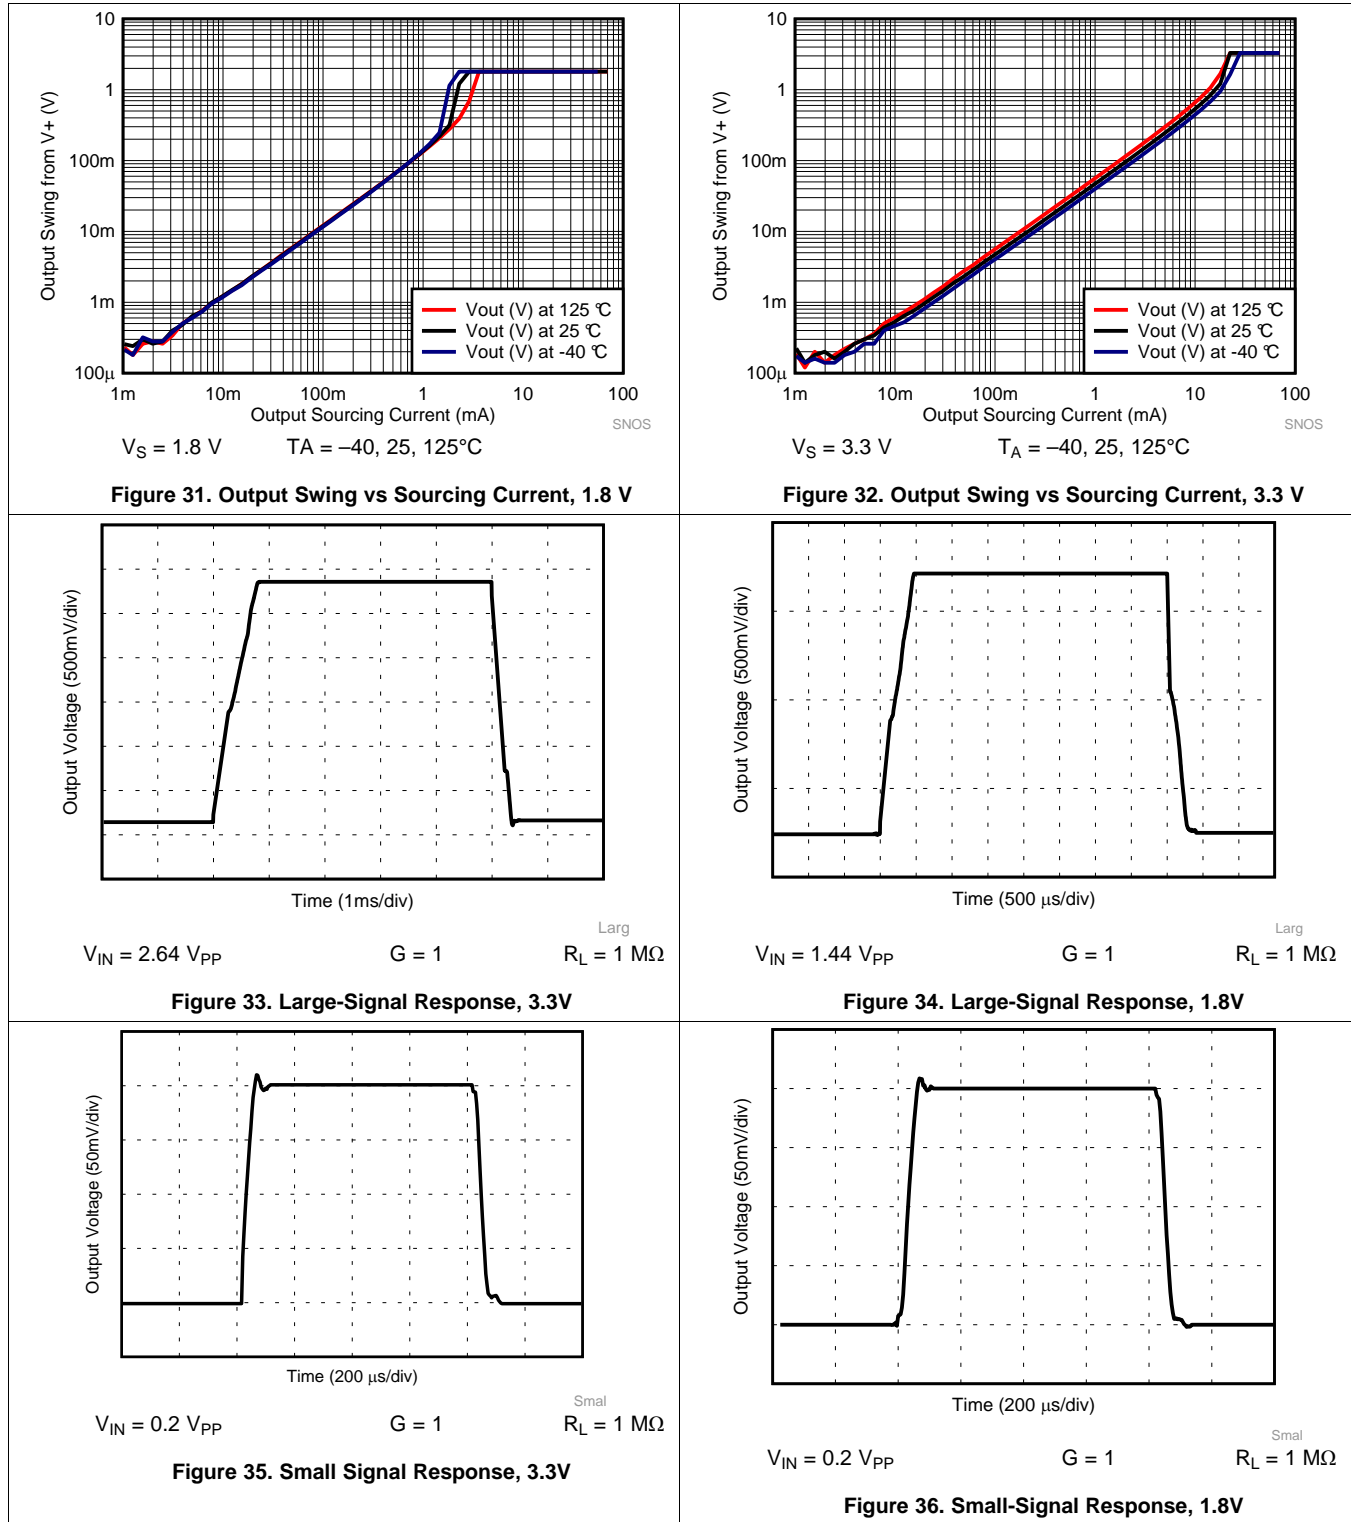 10
1
100m
10m
1m
100µ
Output Swing from V+ (V)
Vout (V) at 125 °C
Vout (V) at 25 °C
Vout (V) at -40 °C
1m 10m 100m 1 10 100
Output Sourcing Current (mA)
SNOS
VS = 1.8 V TA = –40, 25, 125°C
Figure 31. Output Swing vs Sourcing Current, 1.8 V
10
1
100m
10m
1m
100µ
Output Swing from V+ (V)
Vout (V) at 125 °C
Vout (V) at 25 °C
Vout (V) at -40 °C
1m 10m 100m 1 10 100
Output Sourcing Current (mA)
SNOS
VS = 3.3 V TA = –40, 25, 125°C
Figure 32. Output Swing vs Sourcing Current, 3.3 V
Output Voltage (500mV/div)
Time (1ms/div)
Larg
VIN = 2.64 VPP G = 1 RL = 1 MΩ
Figure 33. Large-Signal Response, 3.3V
Output Voltage (500mV/div)
Time (500 µs/div)
Larg
VIN = 1.44 VPP G = 1 RL = 1 MΩ
Figure 34. Large-Signal Response, 1.8V
Output Voltage (50mV/div)
Time (200 µs/div)
Smal
VIN = 0.2 VPP G = 1 RL = 1 MΩ
Figure 35. Small Signal Response, 3.3V
Output Voltage (50mV/div)
Time (200 µs/div)
Smal
VIN = 0.2 VPP G = 1 RL = 1 MΩ
Figure 36. Small-Signal Response, 1.8V